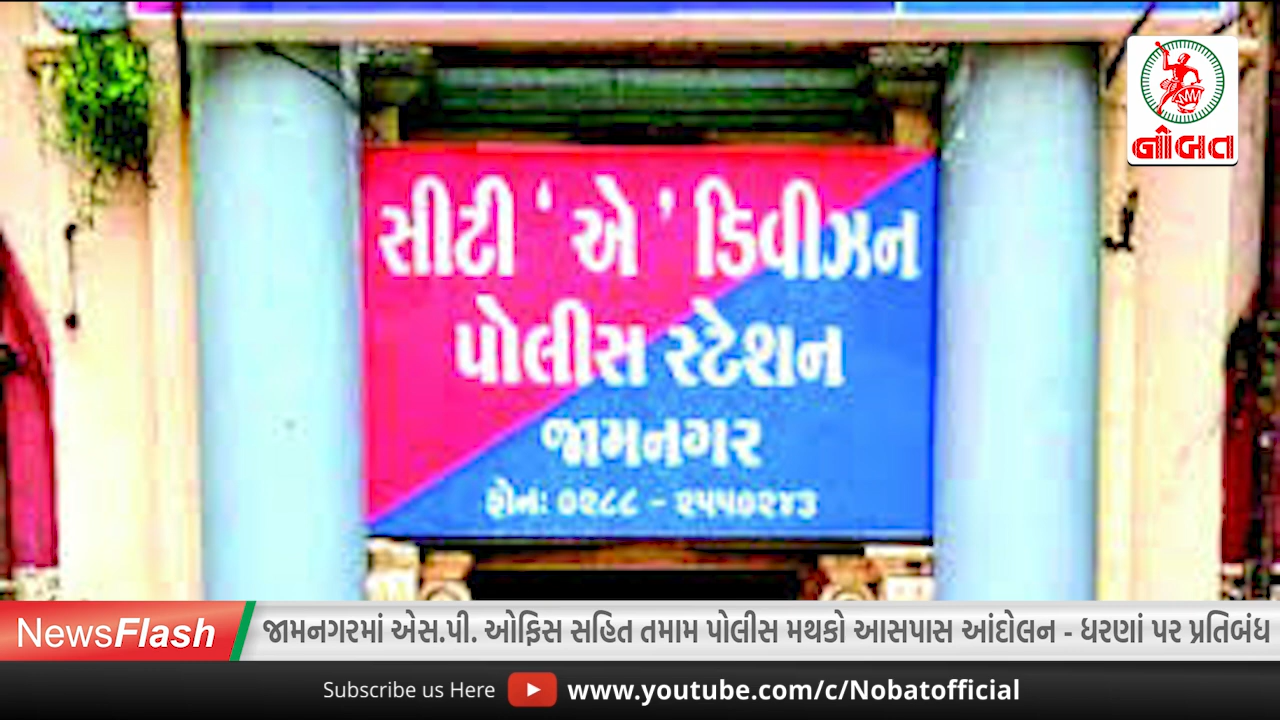 નોબત
સીટી ‘ એ ’ ડિવીઝન
પોલીસ સ્ટેશન
જામનગર
ફોનઃ ૦૨૮૮ - ૨૫૫૦૨૪૩
NewsFlash
જામનગરમાં એસ.પી. ઓફિસ સહિત તમામ પોલીસ મથકો આસપાસ આંદોલન - ધરણાં પર પ્રતિબંધ
Subscribe us Here www.youtube.com/c/Nobatofficial